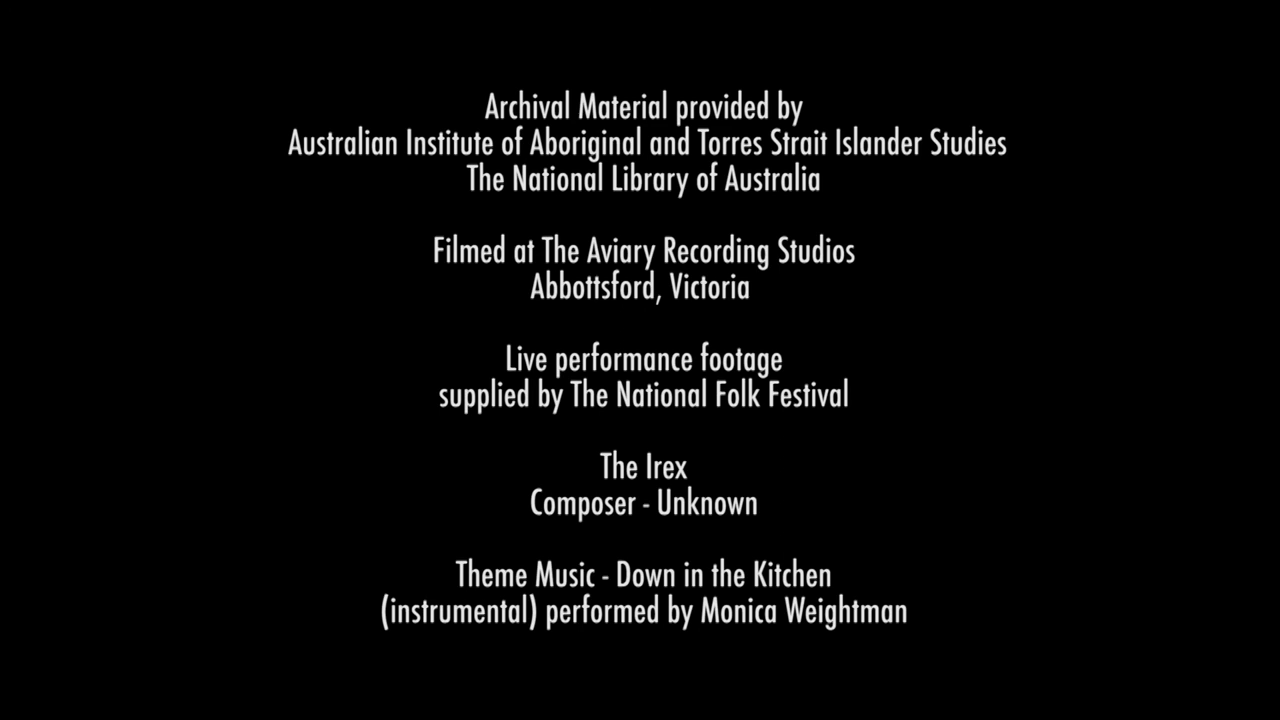 Archival Material provided by
Australian Institute of Aboriginal and Torres Strait Islander Studies
The National Library of Australia
Filmed at The Aviary Recording Studios
Abbottsford, Victoria
Live performance footage
supplied by The National Folk Festival
The Irex
Composer - Unknown
Theme Music - Down in the Kitchen
(instrumental) performed by Monica Weightman